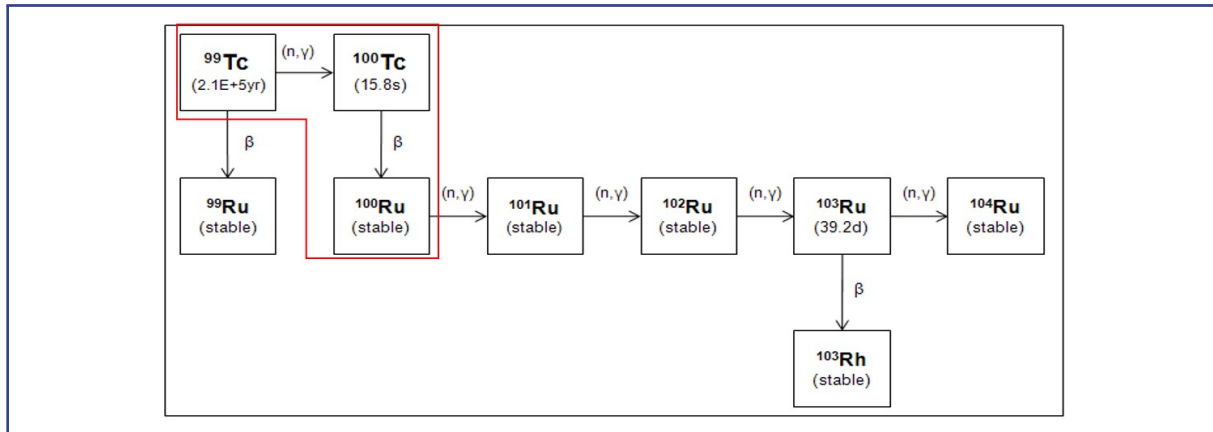 ⁹⁹Tc (n,γ) ¹⁰⁰Tc
(2.1E+5yr) (15.8s)
β β
⁹⁹Ru ¹⁰⁰Ru (n,γ) ¹⁰¹Ru (n,γ) ¹⁰²Ru (n,γ) ¹⁰³Ru (n,γ) ¹⁰⁴Ru
(stable) (stable) (stable) (stable) (39.2d) (stable)
β
¹⁰³Rh
(stable)